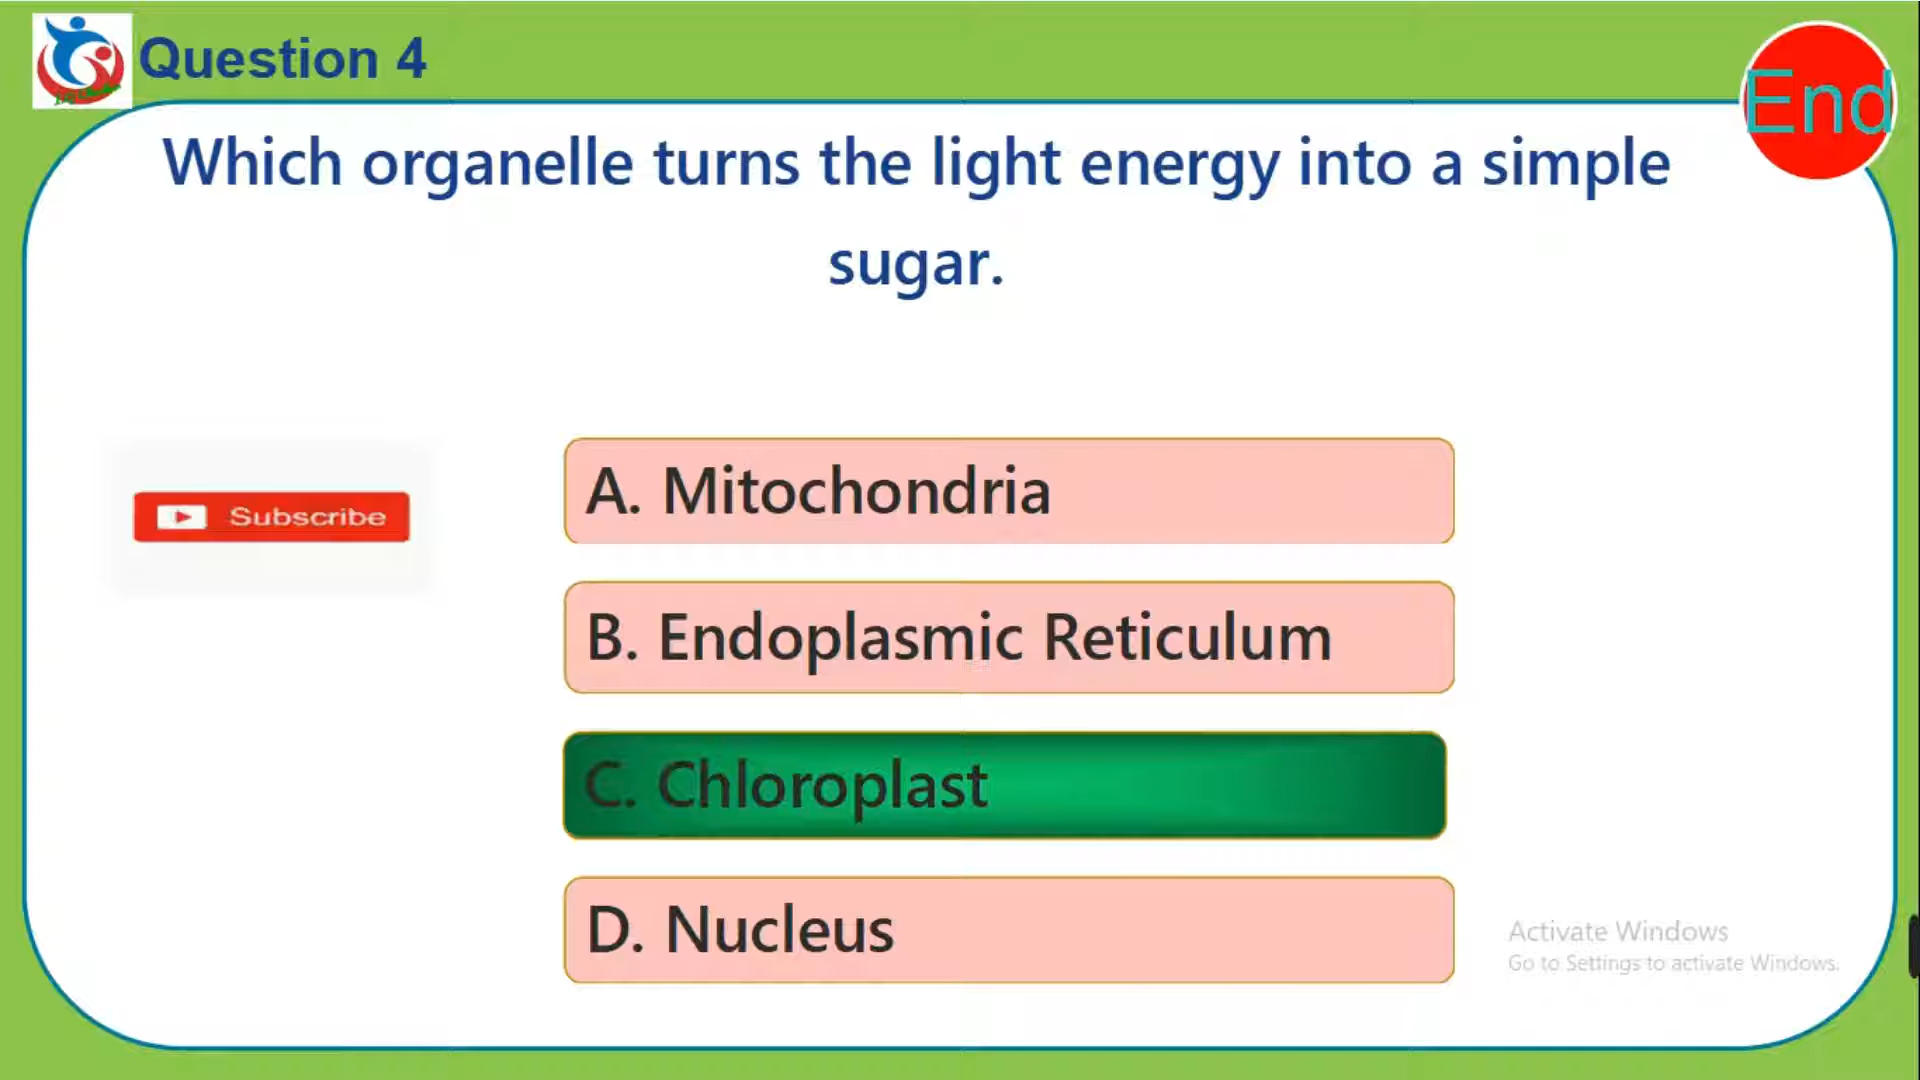 Question 4
End
Which organelle turns the light energy into a simple
sugar.
Subscribe
A. Mitochondria
B. Endoplasmic Reticulum
C. Chloroplast
D. Nucleus
Activate Windows
Go to Settings to activate Windows.